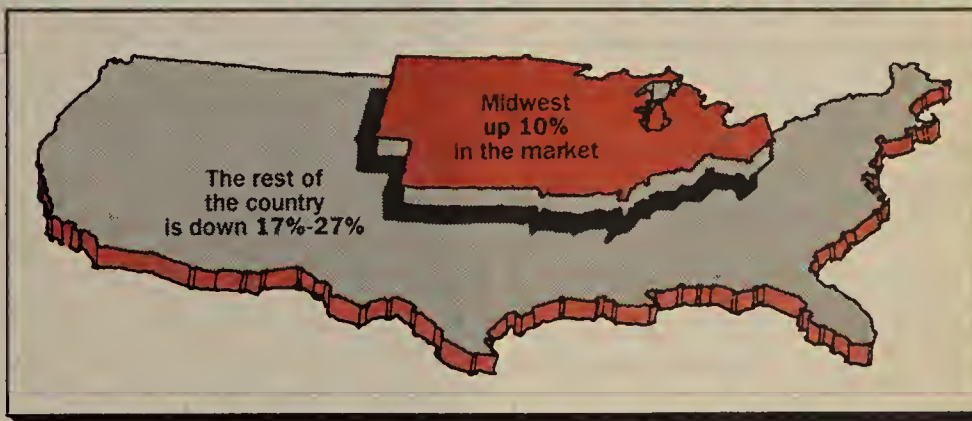 Midwest
up 10%
in the market
The rest of
the country
is down 17%-27%